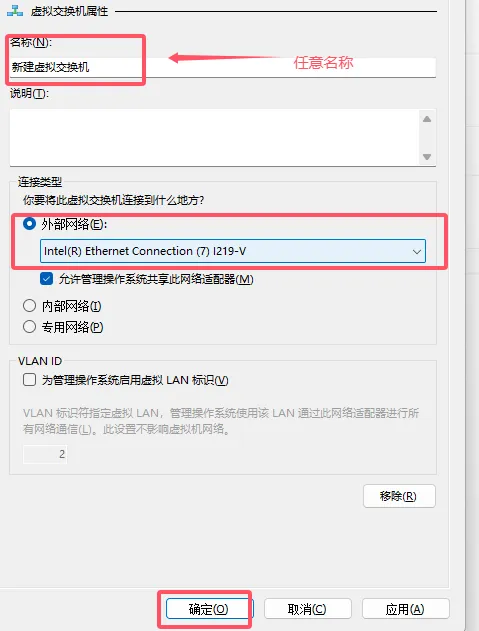 虚拟交换机属性
名称(N):
新建虚拟交换机
任意名称
说明(T):
连接类型
你要将此虚拟交换机连接到什么地方?
外部网络(E):
Intel(R) Ethernet Connection (7) I219-V
允许管理操作系统共享此网络适配器(M)
内部网络(I)
专用网络(P)
VLAN ID
为管理操作系统启用虚拟 LAN 标识(V)
VLAN 标识符指定虚拟 LAN，管理操作系统使用该 LAN 通过此网络适配器进行所
有网络通信(L)。此设置不影响虚拟机网络。
2
移除(R)
确定(O)
取消(C)
应用(A)